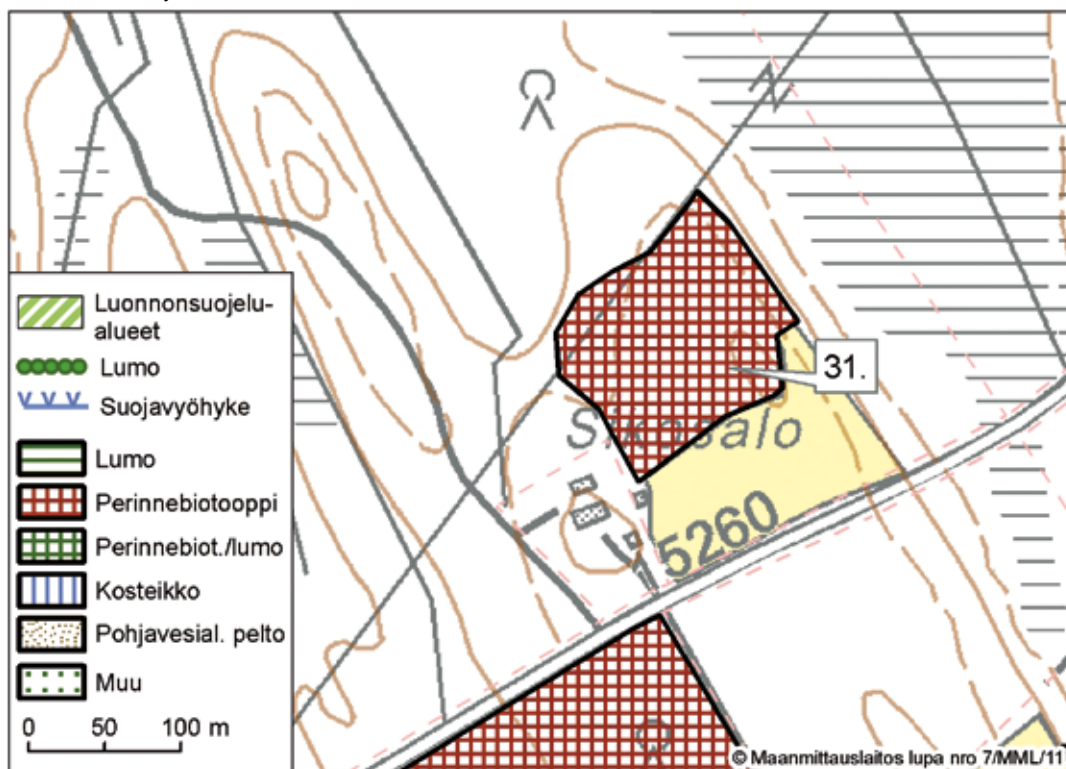 31.
Sikosalo
5260
Luonnonsuojelu-
alueet
Lumo
Suojavyöhyke
Lumo
Perinnebiotooppi
Perinnebiot./lumo
Kosteikko
Pohjavesial. pelto
Muu
0 50 100 m
© Maanmittauslaitos lupa nro 7/MML/11